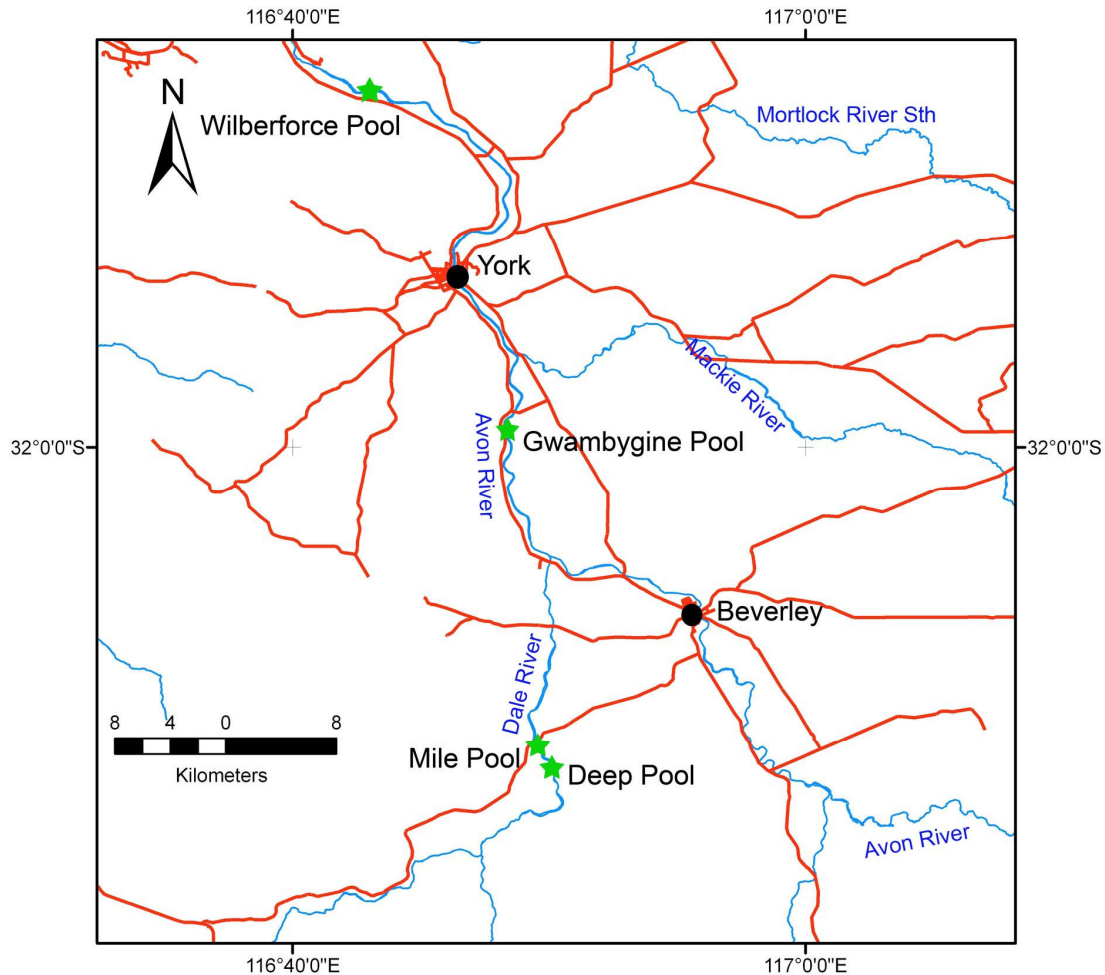 116°40'0"E
117°0'0"E
N
Mortlock River Sth
Wilberforce Pool
York
Mackie River
Avon River
Gwambygine Pool
32°0'0"S
32°0'0"S
Beverley
Dale River
8 4 0 8
Kilometers
Mile Pool
Deep Pool
Avon River
116°40'0"E
117°0'0"E